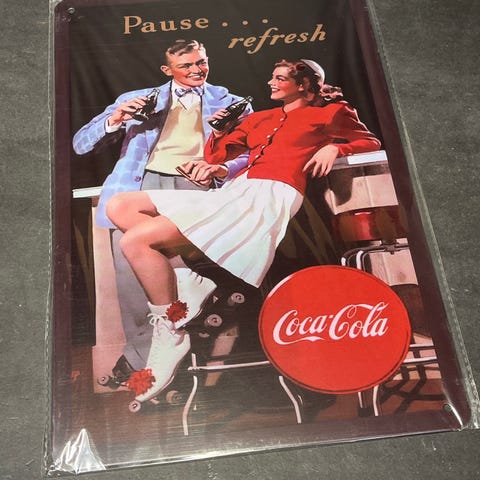 Pause . . .
refresh
Coca-Cola